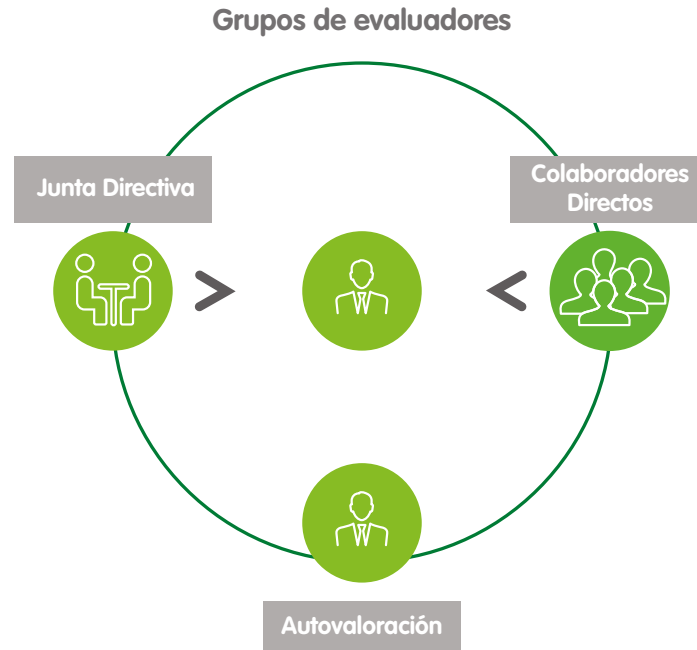 Grupos de evaluadores
Junta Directiva
Colaboradores
Directos
Autovaloración